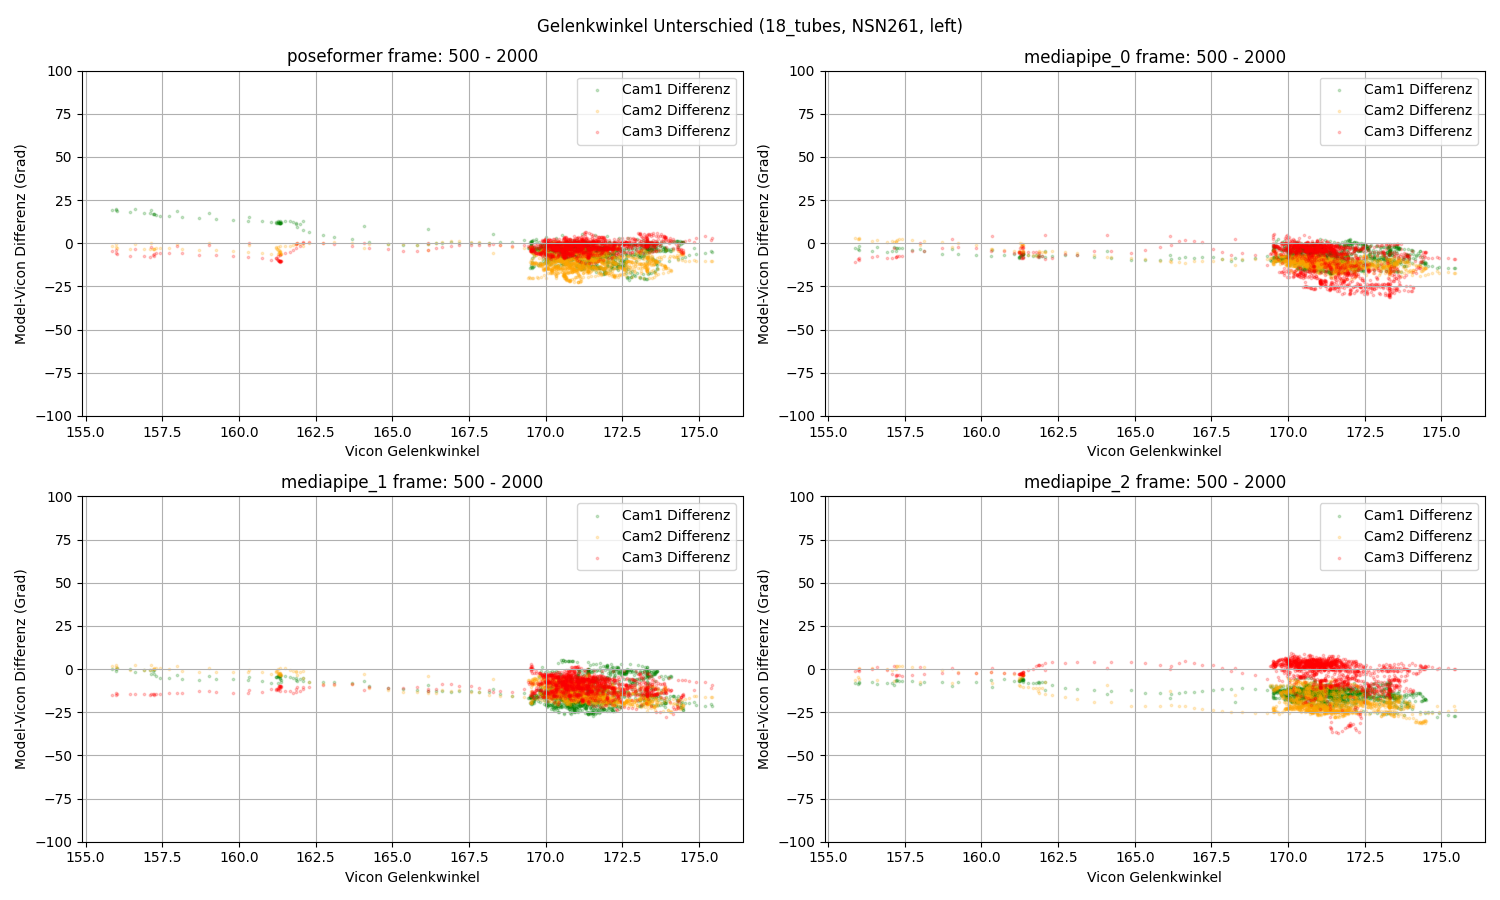 Gelenkwinkel Unterschied (18_tubes, NSN261, left)
poseformer frame: 500 - 2000
100
75
50
25
0
−25
−50
−75
−100
Model-Vicon Differenz (Grad)
Cam1 Differenz
Cam2 Differenz
Cam3 Differenz
155.0 157.5 160.0 162.5 165.0 167.5 170.0 172.5 175.0
Vicon Gelenkwinkel
mediapipe_0 frame: 500 - 2000
100
75
50
25
0
−25
−50
−75
−100
Model-Vicon Differenz (Grad)
Cam1 Differenz
Cam2 Differenz
Cam3 Differenz
155.0 157.5 160.0 162.5 165.0 167.5 170.0 172.5 175.0
Vicon Gelenkwinkel
mediapipe_1 frame: 500 - 2000
100
75
50
25
0
−25
−50
−75
−100
Model-Vicon Differenz (Grad)
Cam1 Differenz
Cam2 Differenz
Cam3 Differenz
155.0 157.5 160.0 162.5 165.0 167.5 170.0 172.5 175.0
Vicon Gelenkwinkel
mediapipe_2 frame: 500 - 2000
100
75
50
25
0
−25
−50
−75
−100
Model-Vicon Differenz (Grad)
Cam1 Differenz
Cam2 Differenz
Cam3 Differenz
155.0 157.5 160.0 162.5 165.0 167.5 170.0 172.5 175.0
Vicon Gelenkwinkel